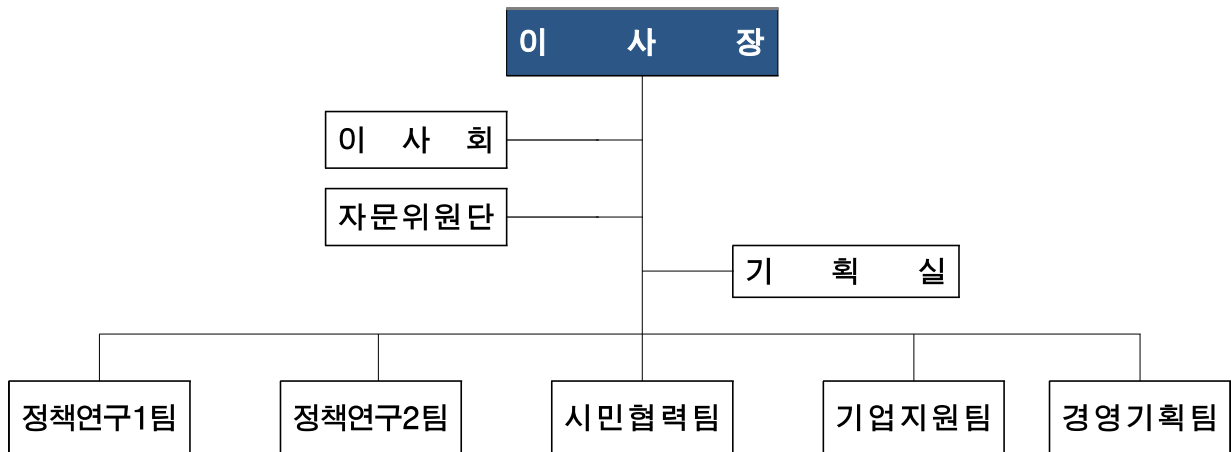 이 사 장
이 사 회
자문위원단
기 획 실
정책연구1팀
정책연구2팀
시민협력팀
기업지원팀
경영기획팀